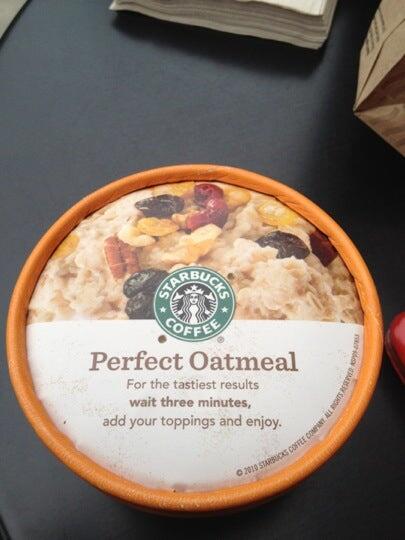 STARBUCKS
COFFEE
®
Perfect Oatmeal
For the tastiest results
wait three minutes,
add your toppings and enjoy.
© 2010 STARBUCKS COFFEE COMPANY. ALL RIGHTS RESERVED.